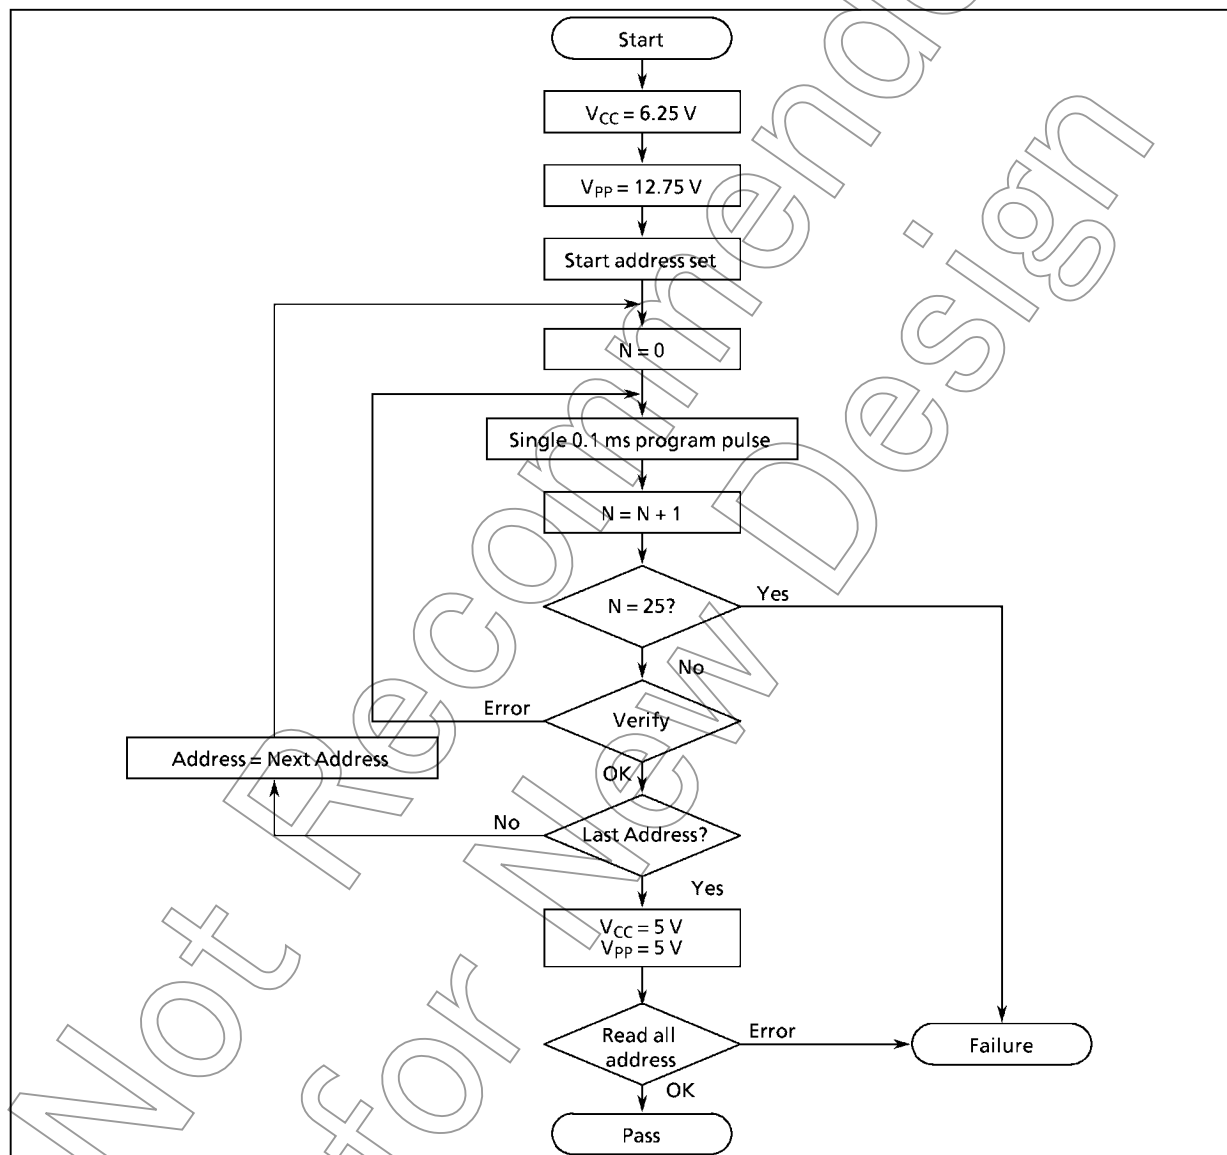 Start
VCC = 6.25 V
VPP = 12.75 V
Start address set
N = 0
Single 0.1 ms program pulse
N = N + 1
N = 25?
Yes
No
Verify
Error
OK
Address = Next Address
Last Address?
No
Yes
VCC = 5 V
VPP = 5 V
Read all
address
Error
Failure
OK
Pass
Not Recommende
for New Design